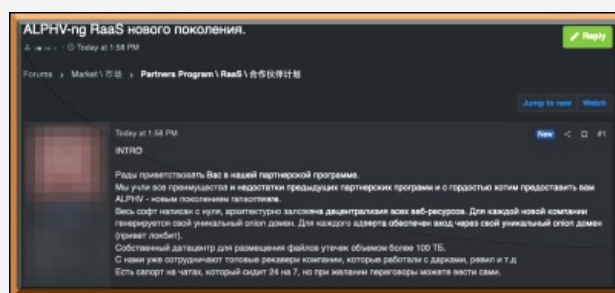 ALPHV-ng RaaS нового поколения.
Today at 1:58 PM
Reply
Forums > Market \ 市场 > Partners Program \ RaaS \ 合作伙伴计划
Jump to new Watch
Today at 1:58 PM New #1
INTRO
Рады приветствовать Вас в нашей партнерской программе.
Мы учли все преимущества и недостатки предыдущих партнерских программ и с гордостью хотим предоставить вам
ALPHV - новым поколением
Весь софт написан с нуля, архитектурно заложена децентрализация всех веб-ресурсов. Для каждой новой компании
генерируется свой уникальный onion домен. Для каждого адверта обеспечен вход через свой уникальный onion домен
(привет локбит).
Собственный датацентр для размещения файлов утечек объемом более 100 ТБ.
С нами уже сотрудничают топовые рекавери компании, которые работали с дарками, ревил и т.д
Есть сапорт на чатах, который сидит 24 на 7, но при желании переговоры можете вести сами.